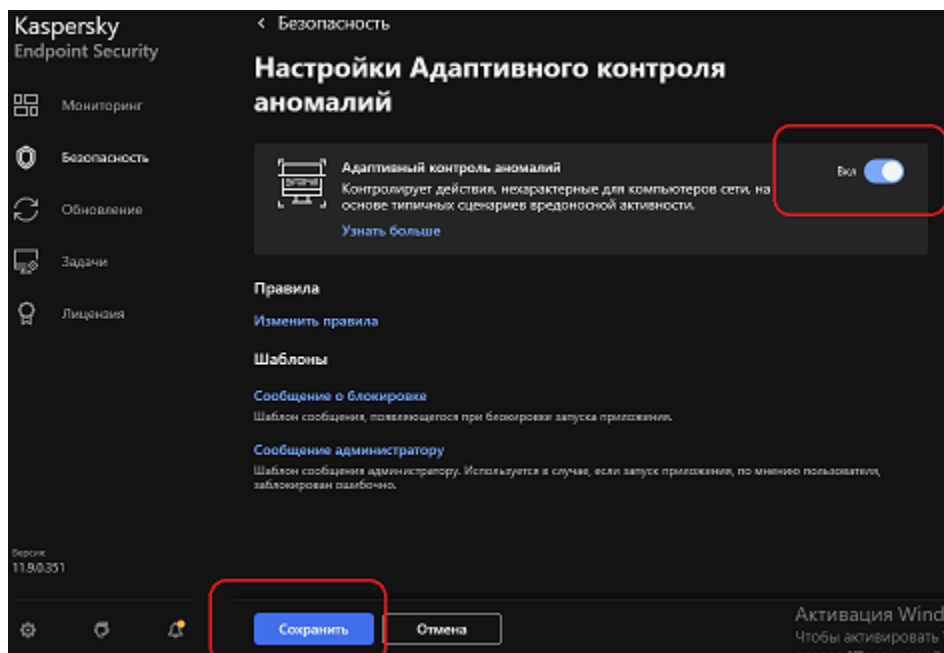 Kaspersky
Endpoint Security
Мониторинг
Безопасность
Обновление
Задачи
Лицензия
Версия:
11.9.0.351
Безопасность
Настройки Адаптивного контроля
аномалий
Адаптивный контроль аномалий
Контролирует действия, нехарактерные для компьютеров сети, на
основе типичных сценариев вредоносной активности.
Узнать больше
Вкл
Правила
Изменить правила
Шаблоны
Сообщение о блокировке
Шаблон сообщения, появляющегося при блокировке запуска приложения.
Сообщение администратору
Шаблон сообщения администратору. Используется в случае, если запуск приложения, по мнению пользователя,
заблокирован ошибочно.
Сохранить
Отмена
Активация Wind
Чтобы активировать